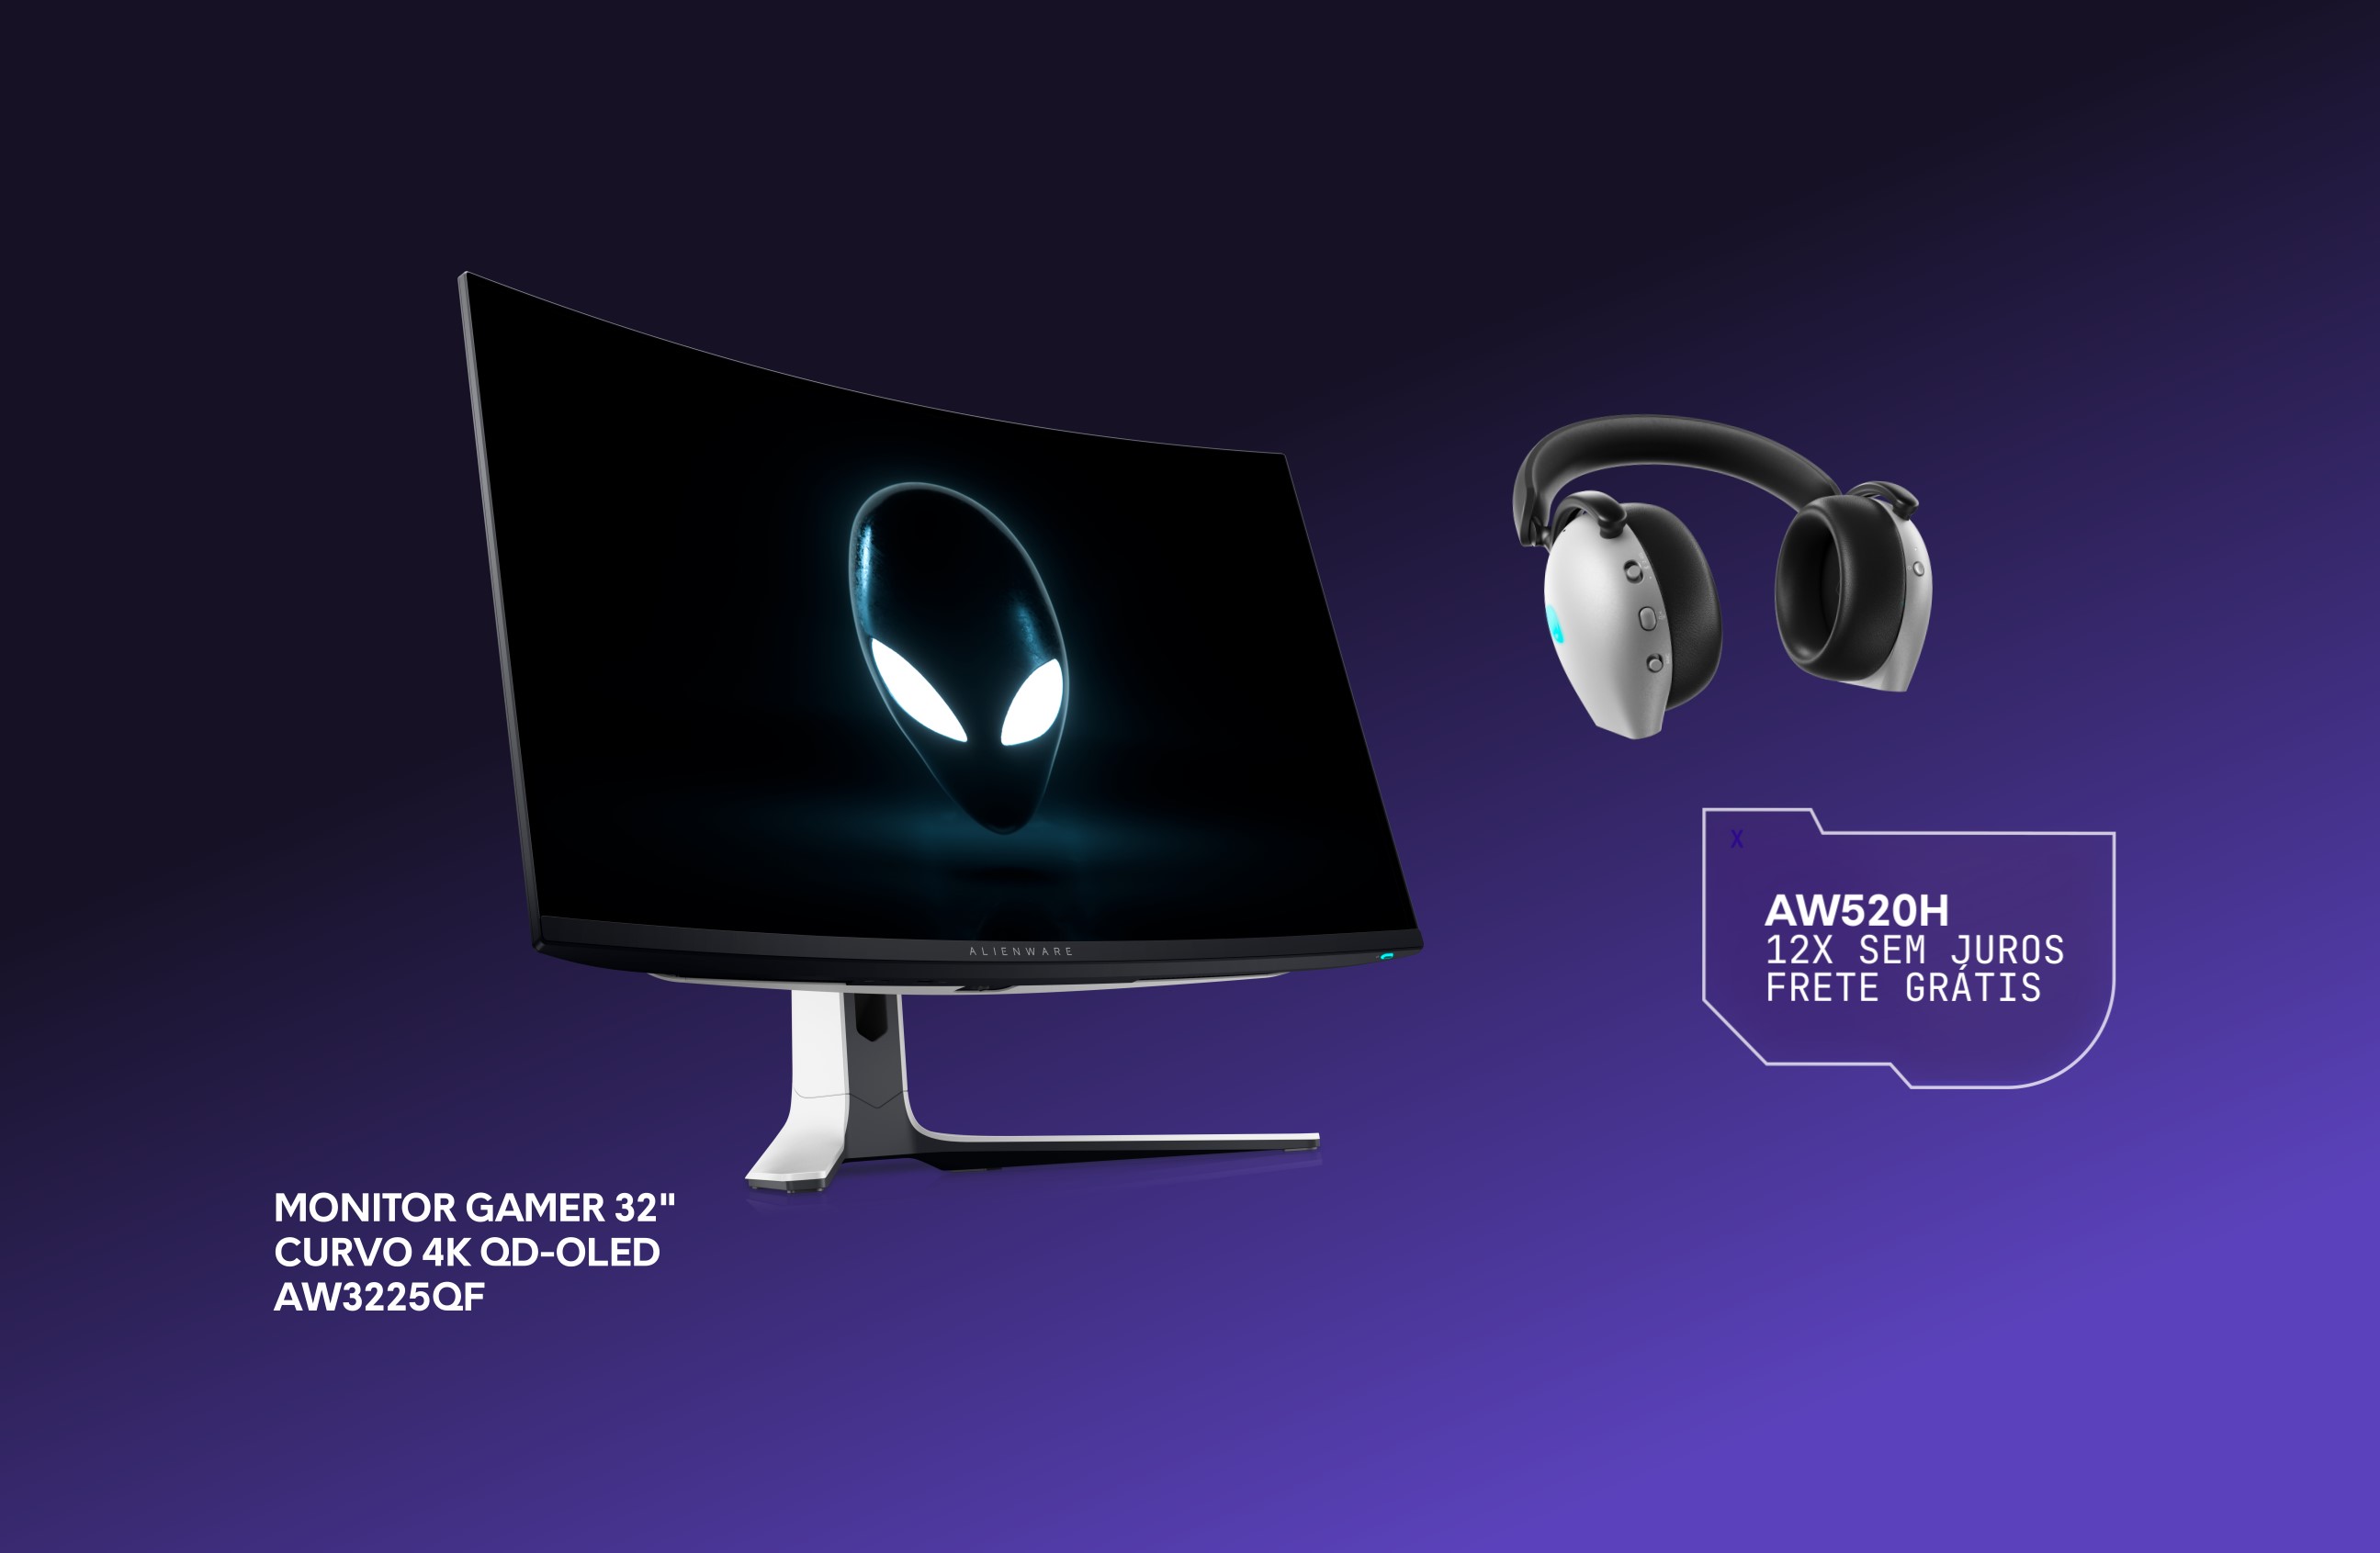 ALIENWARE
X
AW520H
12X SEM JUROS
FRETE GRÁTIS
MONITOR GAMER 32"
CURVO 4K QD-OLED
AW3225QF